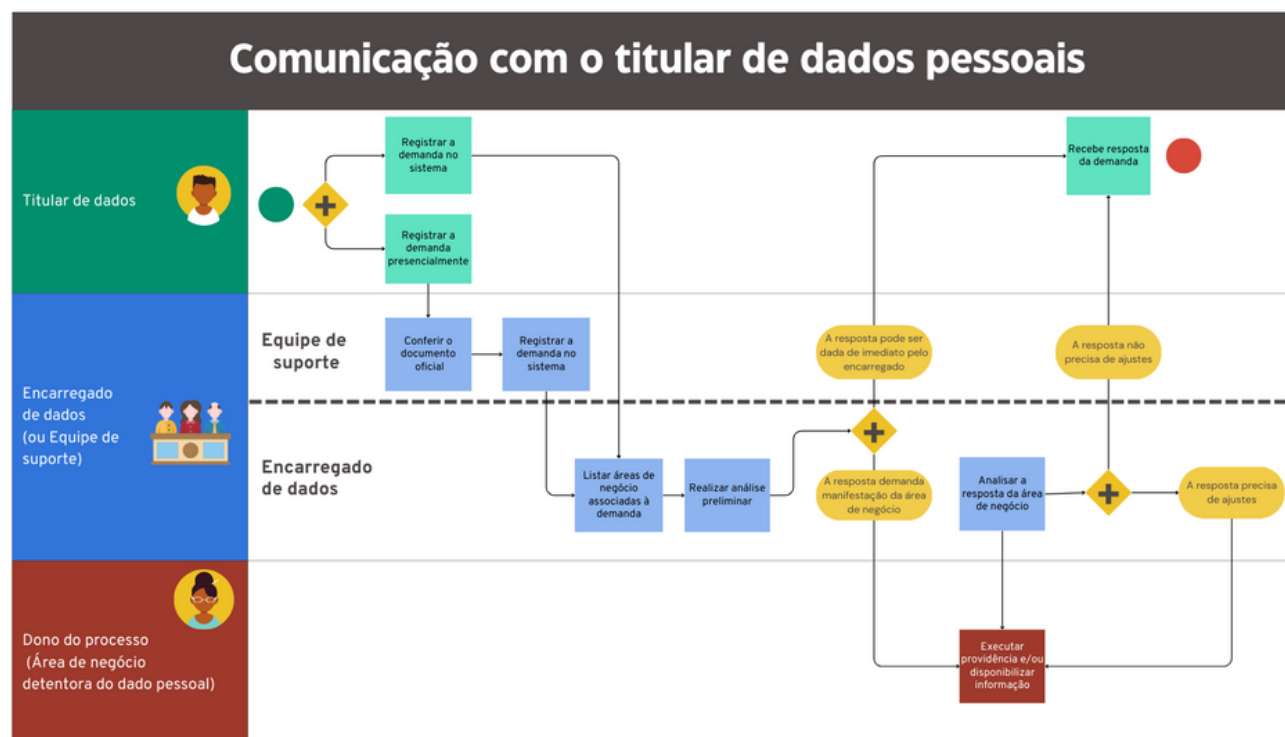 Comunicação com o titular de dados pessoais
Titular de dados
Registrar a
demanda no
sistema
Registrar a
demanda
presencialmente
Recebe resposta
da demanda
Encarregado
de dados
(ou Equipe de
suporte)
Equipe de
suporte
Conferir o
documento
oficial
Registrar a
demanda no
sistema
A resposta pode ser
dada de imediato pelo
encarregado
A resposta não
precisa de ajustes
Encarregado
de dados
Listar áreas de
negócio
associadas à
demanda
Realizar análise
preliminar
A resposta demanda
manifestação da área
de negócio
Analisar a
resposta da área
de negócio
A resposta precisa
de ajustes
Dono do processo
(Área de negócio
detentora do dado pessoal)
Executar
providência e/ou
disponibilizar
informação